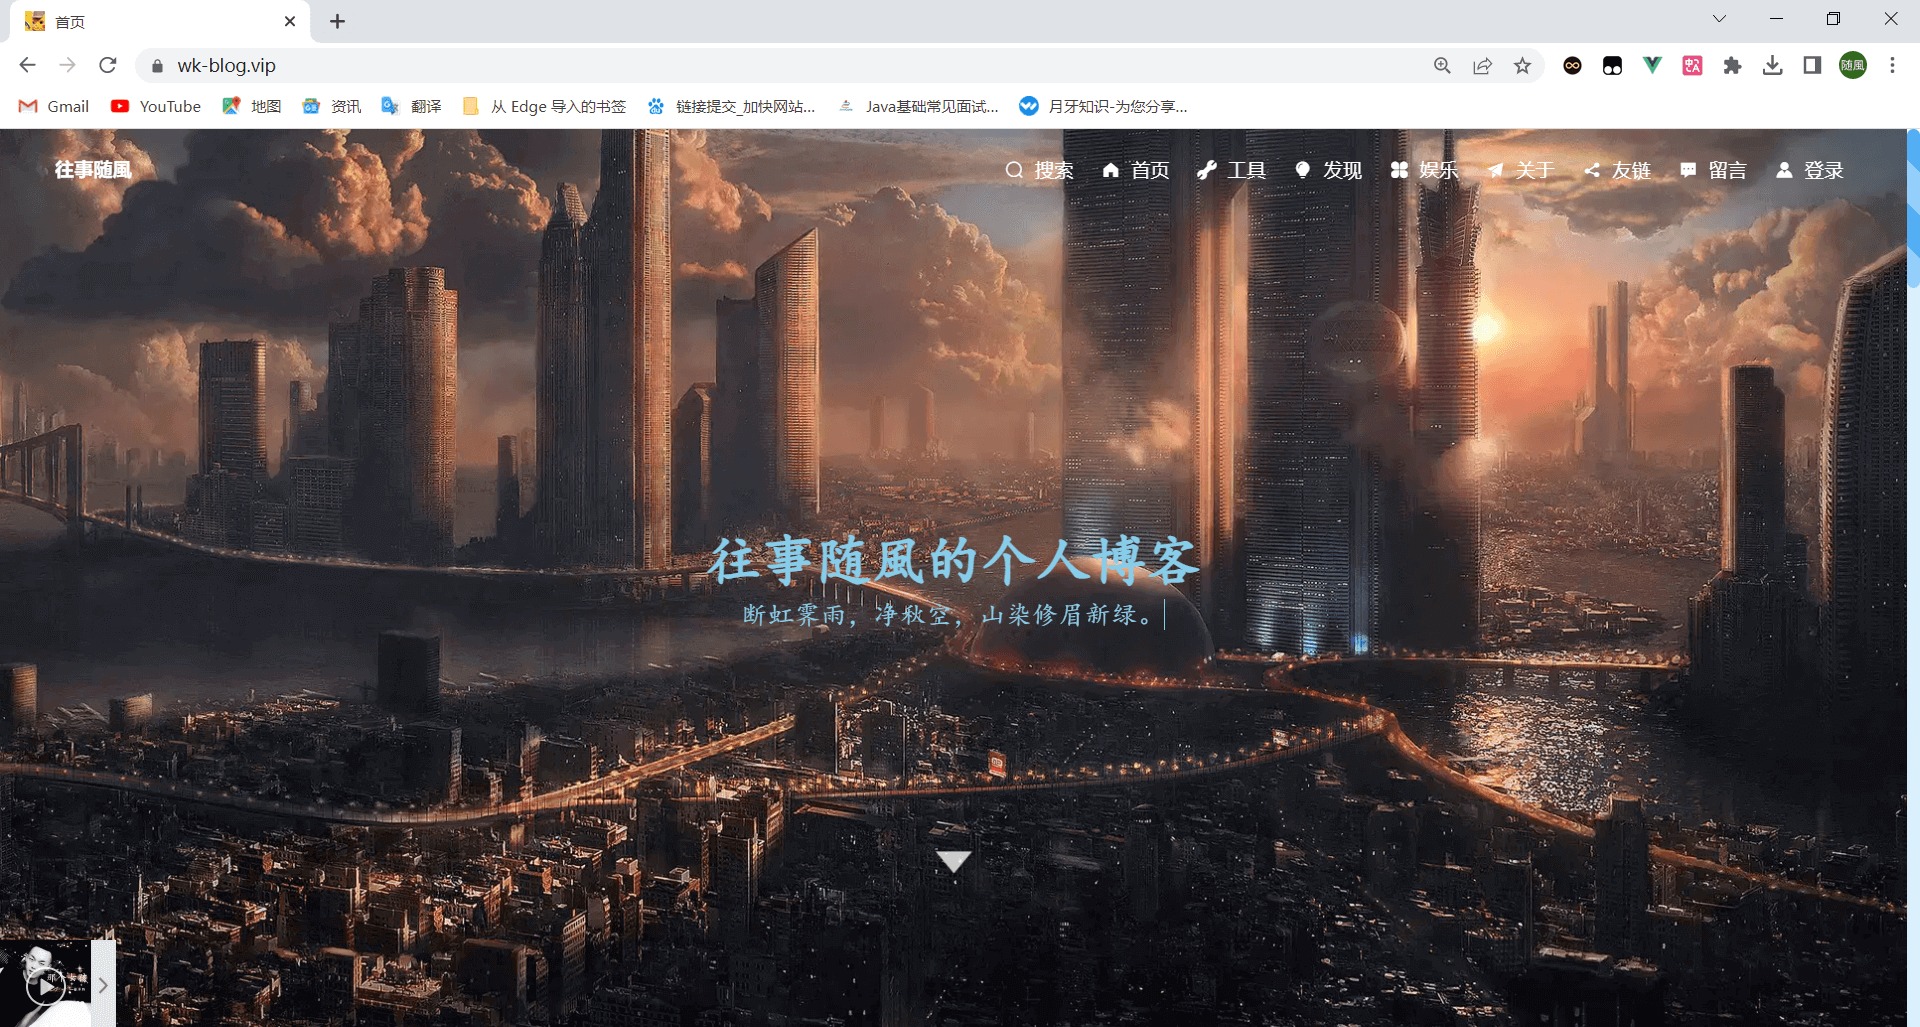 首页
wk-blog.vip
随風
Gmail
YouTube
地图
资讯
翻译
从 Edge 导入的书签
链接提交_加快网站...
Java基础常见面试...
月牙知识-为您分享...
往事随風
搜索
首页
工具
发现
娱乐
关于
友链
留言
登录
往事随風的个人博客
断虹霁雨，净秋空，山染修眉新绿。